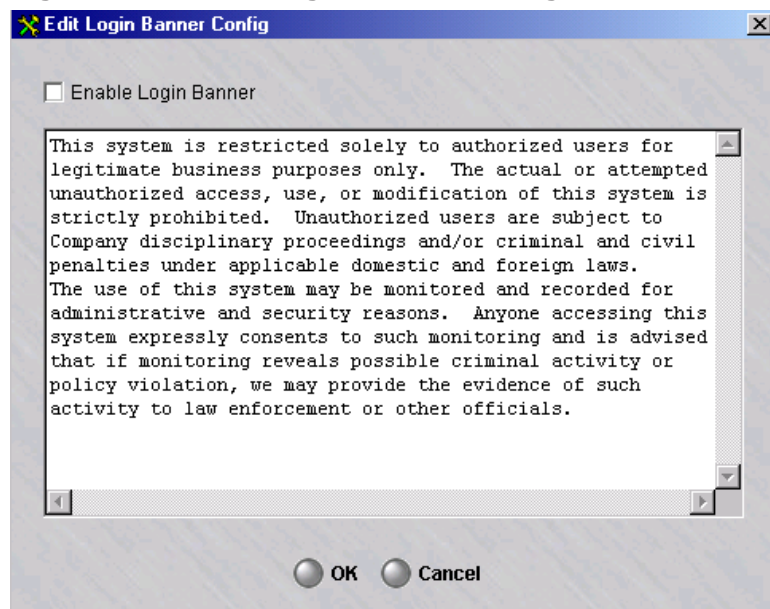 Edit Login Banner Config
Enable Login Banner
This system is restricted solely to authorized users for
legitimate business purposes only.  The actual or attempted
unauthorized access, use, or modification of this system is
strictly prohibited.  Unauthorized users are subject to
Company disciplinary proceedings and/or criminal and civil
penalties under applicable domestic and foreign laws.
The use of this system may be monitored and recorded for
administrative and security reasons.  Anyone accessing this
system expressly consents to such monitoring and is advised
that if monitoring reveals possible criminal activity or
policy violation, we may provide the evidence of such
activity to law enforcement or other officials.
OK Cancel